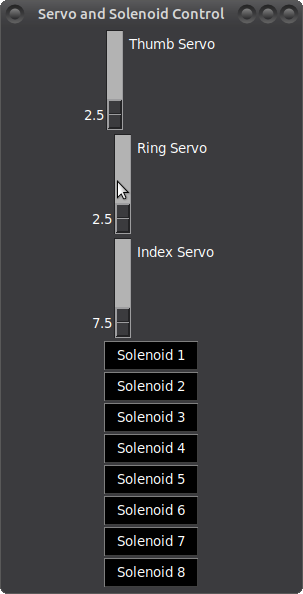 Servo and Solenoid Control
Thumb Servo
2.5
Ring Servo
2.5
Index Servo
7.5
Solenoid 1
Solenoid 2
Solenoid 3
Solenoid 4
Solenoid 5
Solenoid 6
Solenoid 7
Solenoid 8